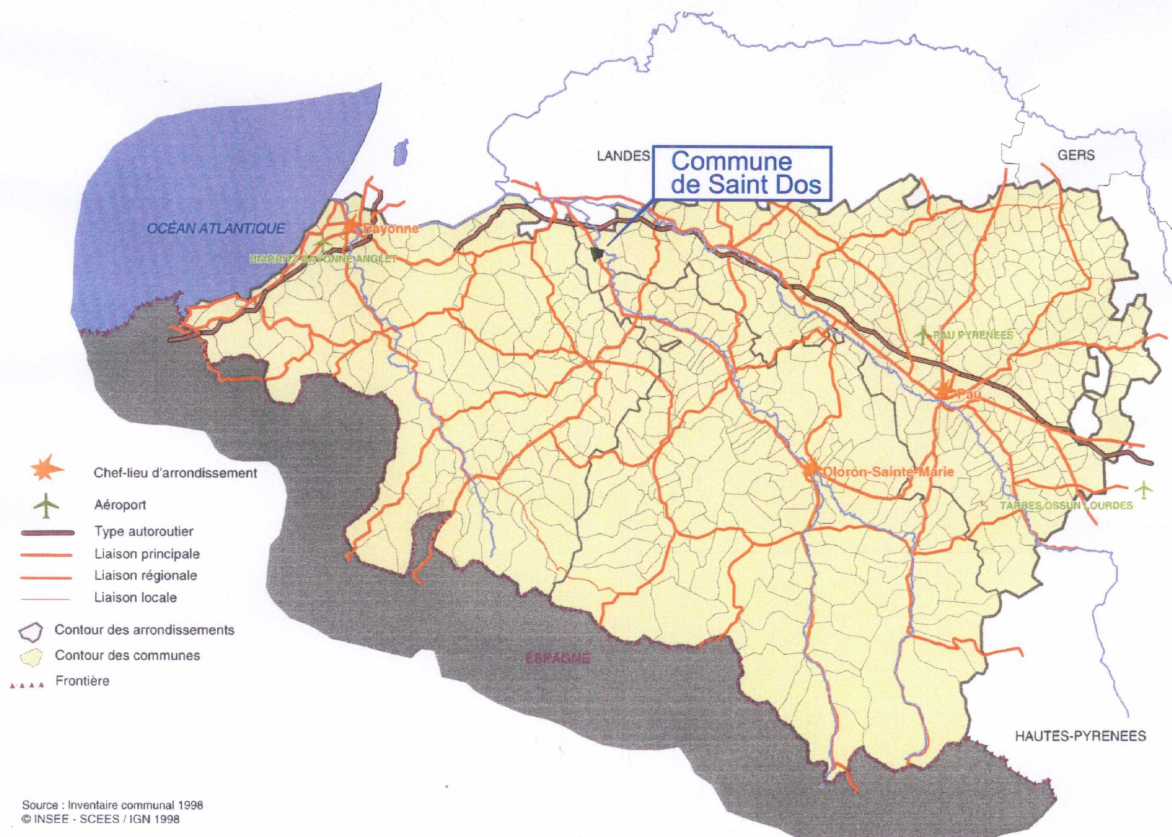 LANDES
Commune
de Saint Dos
GERS
OCÉAN ATLANTIQUE
Bayonne
BIARRITZ-BAYONNE-ANGLET
PAU PYRENEES
Pau
Oloron-Sainte-Marie
TARBES OSSUN LOURDES
Chef-lieu d'arrondissement
Aéroport
Type autoroutier
Liaison principale
Liaison régionale
Liaison locale
Contour des arrondissements
Contour des communes
Frontière
ESPAGNE
HAUTES-PYRENEES
Source : Inventaire communal 1998
© INSEE - SCEES / IGN 1998